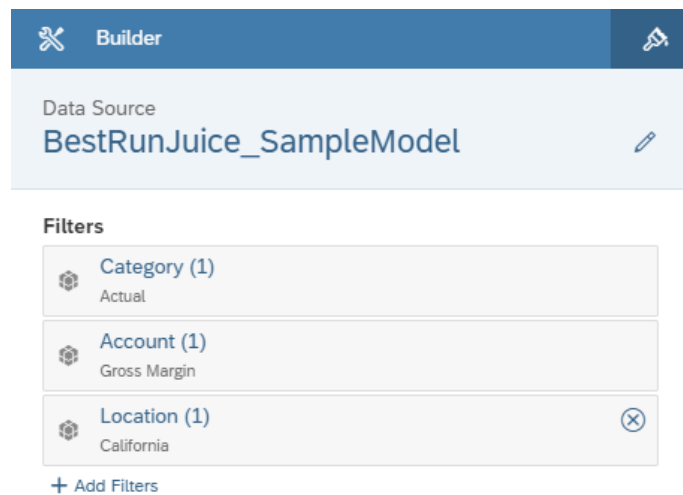 Builder
Data Source
BestRunJuice_SampleModel
Filters
Category (1)
Actual
Account (1)
Gross Margin
Location (1)
California
+ Add Filters